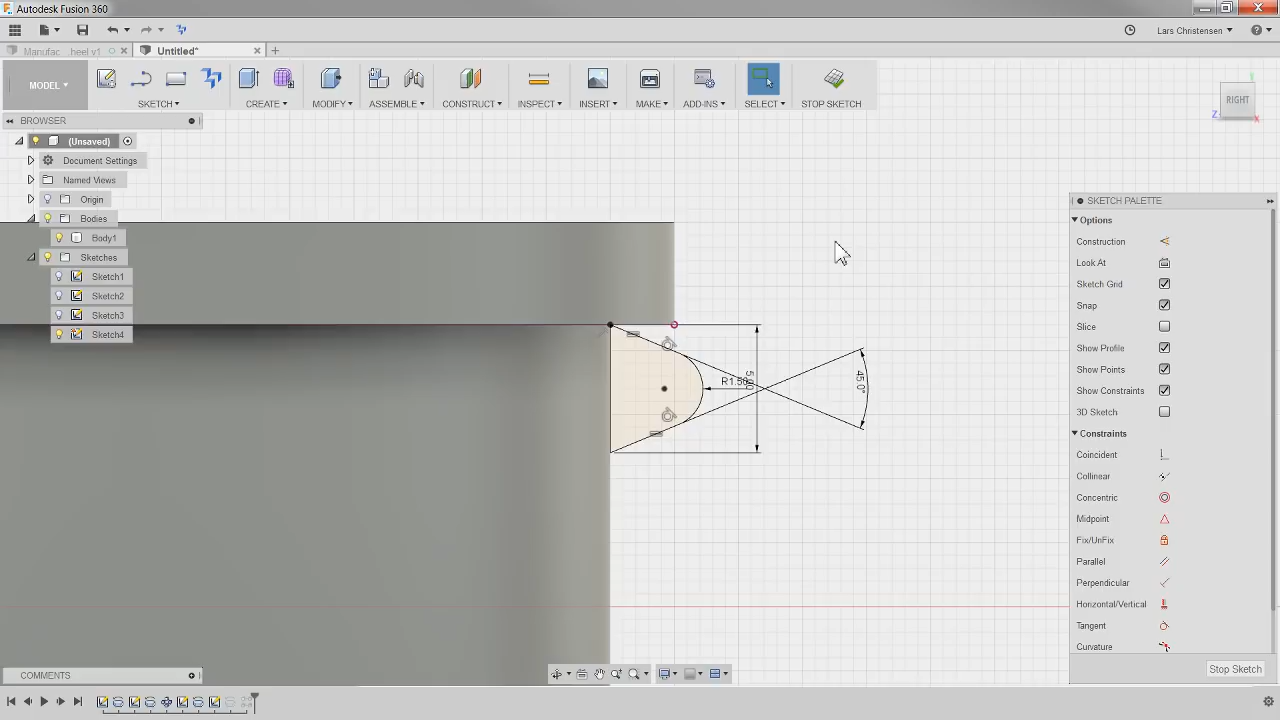 Autodesk Fusion 360
Lars Christensen
Manufac...heel v1
Untitled*
MODEL
SKETCH
CREATE
MODIFY
ASSEMBLE
CONSTRUCT
INSPECT
INSERT
MAKE
ADD-INS
SELECT
STOP SKETCH
RIGHT
Y
Z
X
BROWSER
(Unsaved)
Document Settings
Named Views
Origin
Bodies
Body1
Sketches
Sketch1
Sketch2
Sketch3
Sketch4
R1.50
5.00
45.0°
SKETCH PALETTE
Options
Construction
Look At
Sketch Grid
Snap
Slice
Show Profile
Show Points
Show Constraints
3D Sketch
Constraints
Coincident
Collinear
Concentric
Midpoint
Fix/UnFix
Parallel
Perpendicular
Horizontal/Vertical
Tangent
Curvature
Stop Sketch
COMMENTS